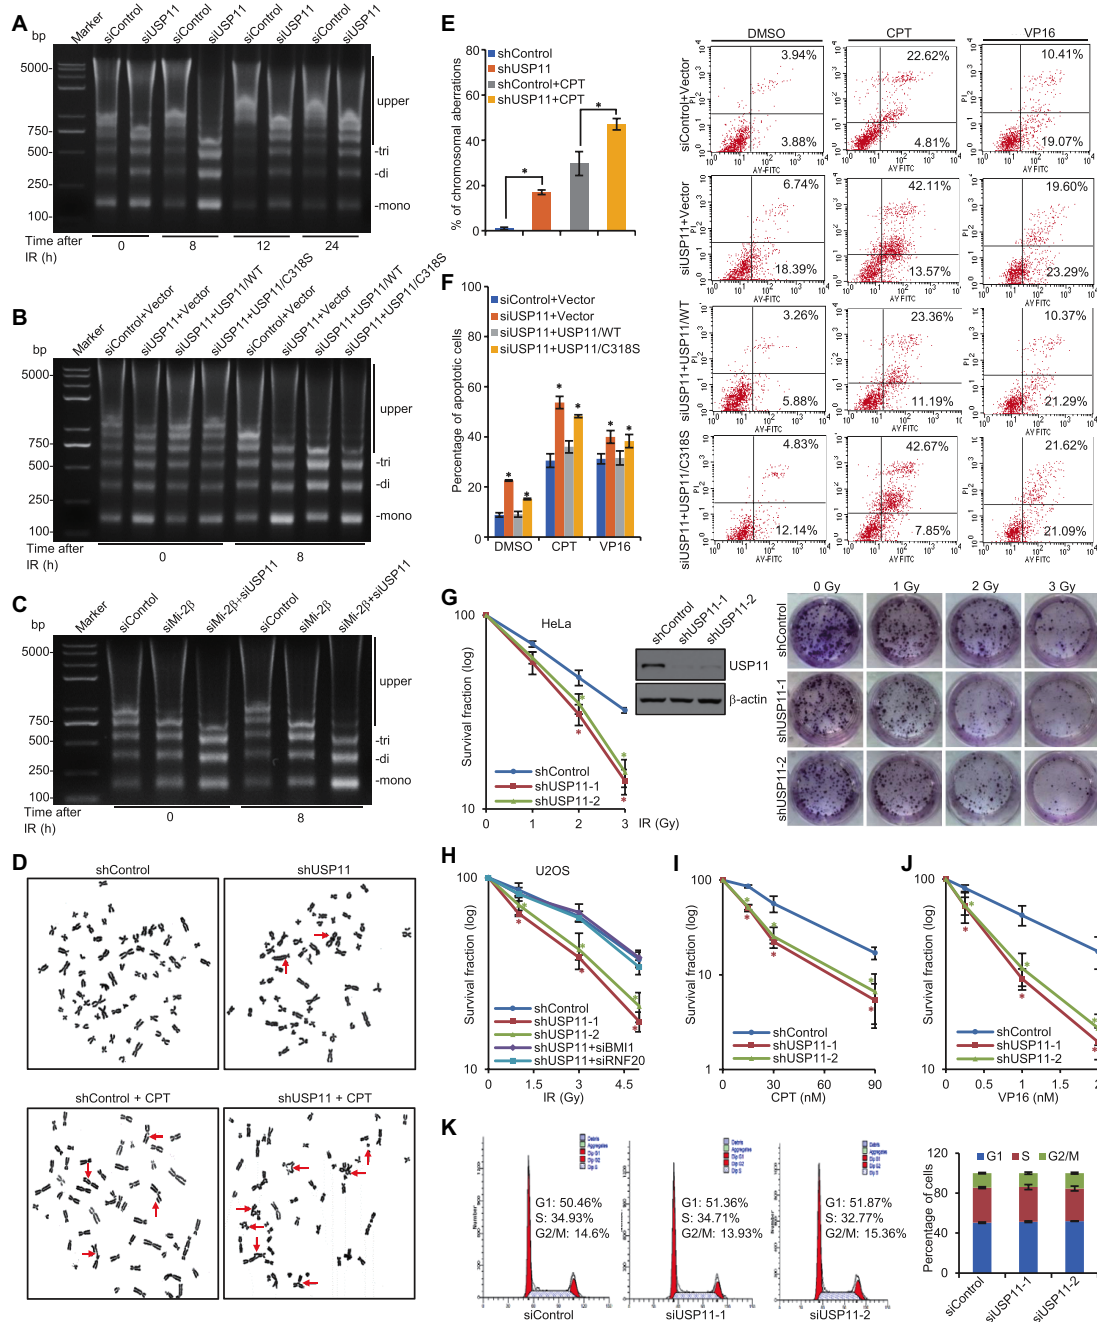 A
Marker
siControl
siUSP11
siControl
siUSP11
siControl
siUSP11
siControl
siUSP11
bp
5000
750
500
250
100
upper
-tri
-di
-mono
Time after
IR (h)
0
8
12
24
B
Marker
siControl+Vector
siUSP11+Vector
siUSP11+USP11/WT
siUSP11+USP11/C318S
siControl+Vector
siUSP11+Vector
siUSP11+USP11/WT
siUSP11+USP11/C318S
bp
5000
750
500
250
100
upper
-tri
-di
-mono
Time after
IR (h)
0
8
C
Marker
siConrtol
siMi-2β
siMi-2β+siUSP11
siControl
siMi-2β
siMi-2β+siUSP11
bp
5000
750
500
250
100
upper
-tri
-di
-mono
Time after
IR (h)
0
8
D
shControl
shUSP11
shControl + CPT
shUSP11 + CPT
E
% of chromosomal aberrations
80
60
40
20
0
shControl
shUSP11
shControl+CPT
shUSP11+CPT
*
*
F
Percentage of apoptotic cells
100
80
60
40
20
0
siControl+Vector
siUSP11+Vector
siUSP11+USP11/WT
siUSP11+USP11/C318S
* * * * * *
DMSO
CPT
VP16
DMSO
CPT
VP16
siControl+Vector
3.94%
3.88%
22.62%
4.81%
10.41%
19.07%
siUSP11+Vector
6.74%
18.39%
42.11%
13.57%
19.60%
23.29%
siUSP11+USP11/WT
3.26%
5.88%
23.36%
11.19%
10.37%
21.29%
siUSP11+USP11/C318S
4.83%
12.14%
42.67%
7.85%
21.62%
21.09%
AY-FITC
AY FITC
AY FITC
G
HeLa
Survival fraction (log)
100
10
shControl
shUSP11-1
shUSP11-2
0 1 2 3
IR (Gy)
shControl
shUSP11-1
shUSP11-2
USP11
β-actin
0 Gy
1 Gy
2 Gy
3 Gy
shControl
shUSP11-1
shUSP11-2
H
U2OS
Survival fraction (log)
100
10
shControl
shUSP11-1
shUSP11-2
shUSP11+siBMI1
shUSP11+siRNF20
0 1.5 3 4.5
IR (Gy)
I
Survival fraction (log)
100
10
1
shControl
shUSP11-1
shUSP11-2
0 30 60 90
CPT (nM)
J
Survival fraction (log)
100
10
shControl
shUSP11-1
shUSP11-2
0 0.5 1 1.5 2
VP16 (nM)
K
Number
Debris
Aggregates
Dip G1
Dip G2
Dip S
G1: 50.46%
S: 34.93%
G2/M: 14.6%
siControl
G1: 51.36%
S: 34.71%
G2/M: 13.93%
siUSP11-1
G1: 51.87%
S: 32.77%
G2/M: 15.36%
siUSP11-2
G1 S G2/M
Percentage of cells
120
80
40
0
siControl
siUSP11-1
siUSP11-2